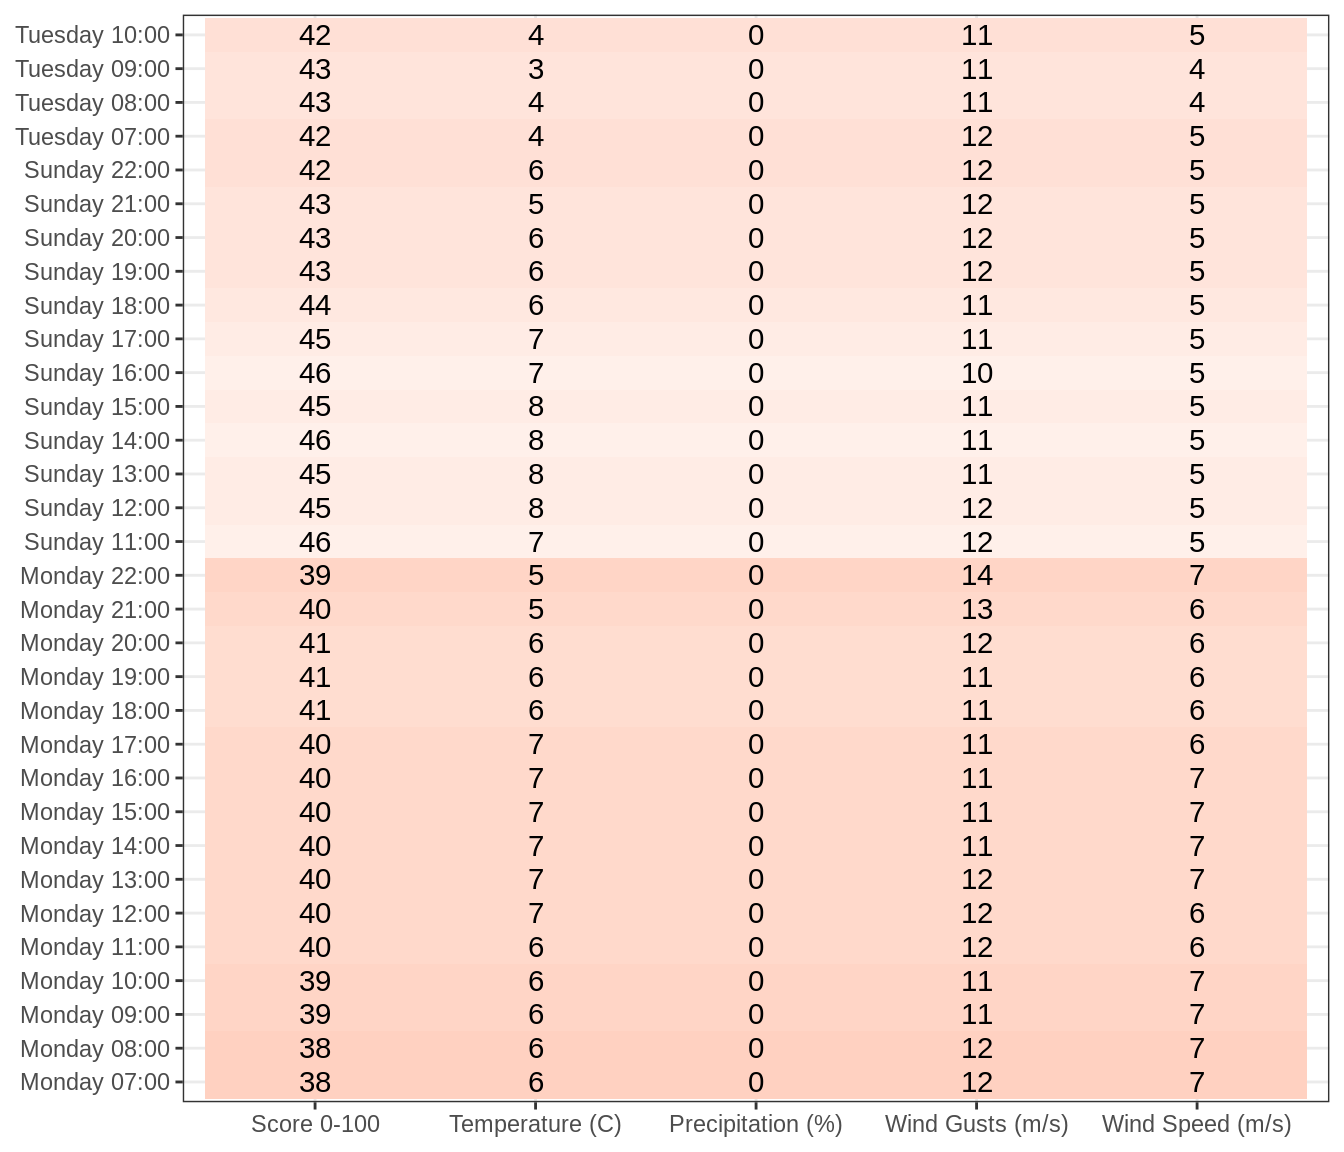 Tuesday 10:00 42 4 0 11 5
Tuesday 09:00 43 3 0 11 4
Tuesday 08:00 43 4 0 11 4
Tuesday 07:00 42 4 0 12 5
Sunday 22:00 42 6 0 12 5
Sunday 21:00 43 5 0 12 5
Sunday 20:00 43 6 0 12 5
Sunday 19:00 43 6 0 12 5
Sunday 18:00 44 6 0 11 5
Sunday 17:00 45 7 0 11 5
Sunday 16:00 46 7 0 10 5
Sunday 15:00 45 8 0 11 5
Sunday 14:00 46 8 0 11 5
Sunday 13:00 45 8 0 11 5
Sunday 12:00 45 8 0 12 5
Sunday 11:00 46 7 0 12 5
Monday 22:00 39 5 0 14 7
Monday 21:00 40 5 0 13 6
Monday 20:00 41 6 0 12 6
Monday 19:00 41 6 0 11 6
Monday 18:00 41 6 0 11 6
Monday 17:00 40 7 0 11 6
Monday 16:00 40 7 0 11 7
Monday 15:00 40 7 0 11 7
Monday 14:00 40 7 0 11 7
Monday 13:00 40 7 0 12 7
Monday 12:00 40 7 0 12 6
Monday 11:00 40 6 0 12 6
Monday 10:00 39 6 0 11 7
Monday 09:00 39 6 0 11 7
Monday 08:00 38 6 0 12 7
Monday 07:00 38 6 0 12 7
Score 0-100 Temperature (C) Precipitation (%) Wind Gusts (m/s) Wind Speed (m/s)